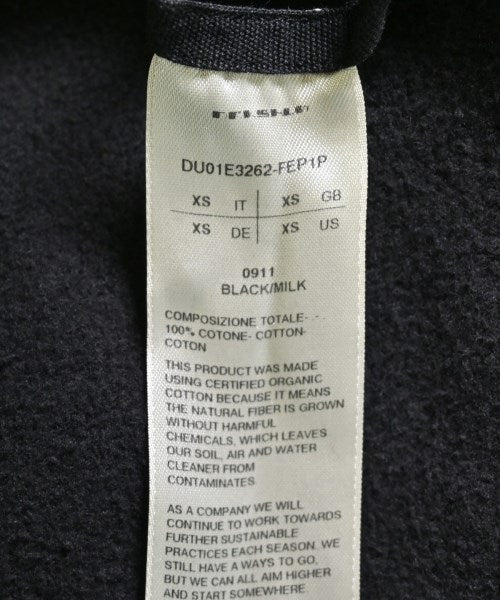 DRKSHDW
DU01E3262-FEP1P
XS IT XS GB
XS DE XS US
0911
BLACK/MILK
COMPOSIZIONE TOTALE- - -
100% COTONE- COTTON-
COTON
THIS PRODUCT WAS MADE
USING CERTIFIED ORGANIC
COTTON BECAUSE IT MEANS
THE NATURAL FIBER IS GROWN
WITHOUT HARMFUL
CHEMICALS, WHICH LEAVES
OUR SOIL, AIR AND WATER
CLEANER FROM
CONTAMINATES
AS A COMPANY WE WILL
CONTINUE TO WORK TOWARDS
FURTHER SUSTAINABLE
PRACTICES EACH SEASON. WE
STILL HAVE A WAYS TO GO,
BUT WE CAN ALL AIM HIGHER
AND START SOMEWHERE